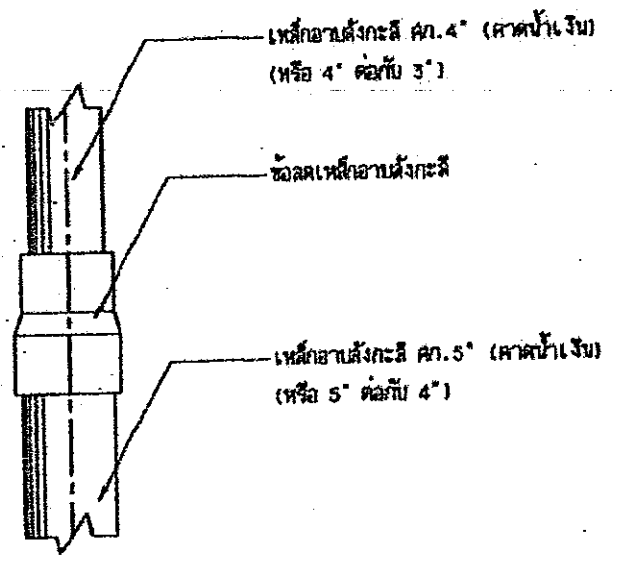 เหล็กอาบสังกะสี ศก.4" (คาดน้ำเงิน)
(หรือ 4" ต่อกับ 3")
ข้อลดเหล็กอาบสังกะสี
เหล็กอาบสังกะสี ศก.5" (คาดน้ำเงิน)
(หรือ 5" ต่อกับ 4")